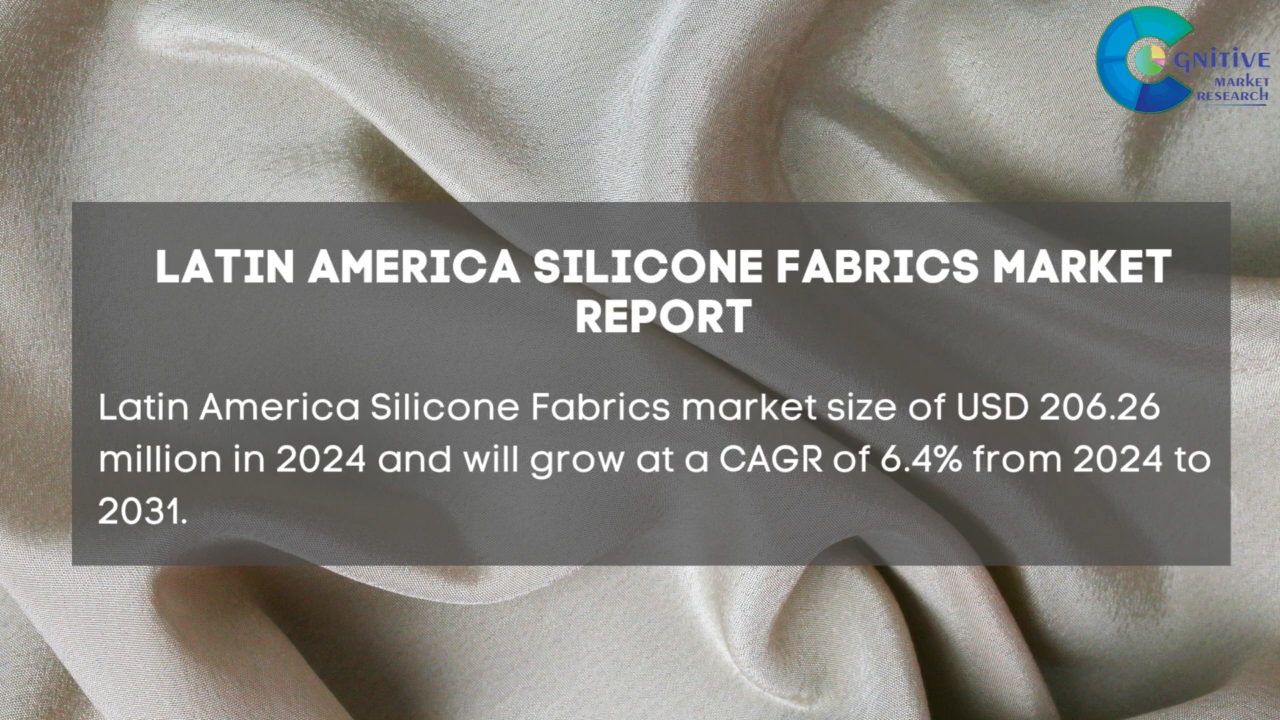 GNITIVE
MARKET
RESEARCH
LATIN AMERICA SILICONE FABRICS MARKET
REPORT
Latin America Silicone Fabrics market size of USD 206.26
million in 2024 and will grow at a CAGR of 6.4% from 2024 to
2031.